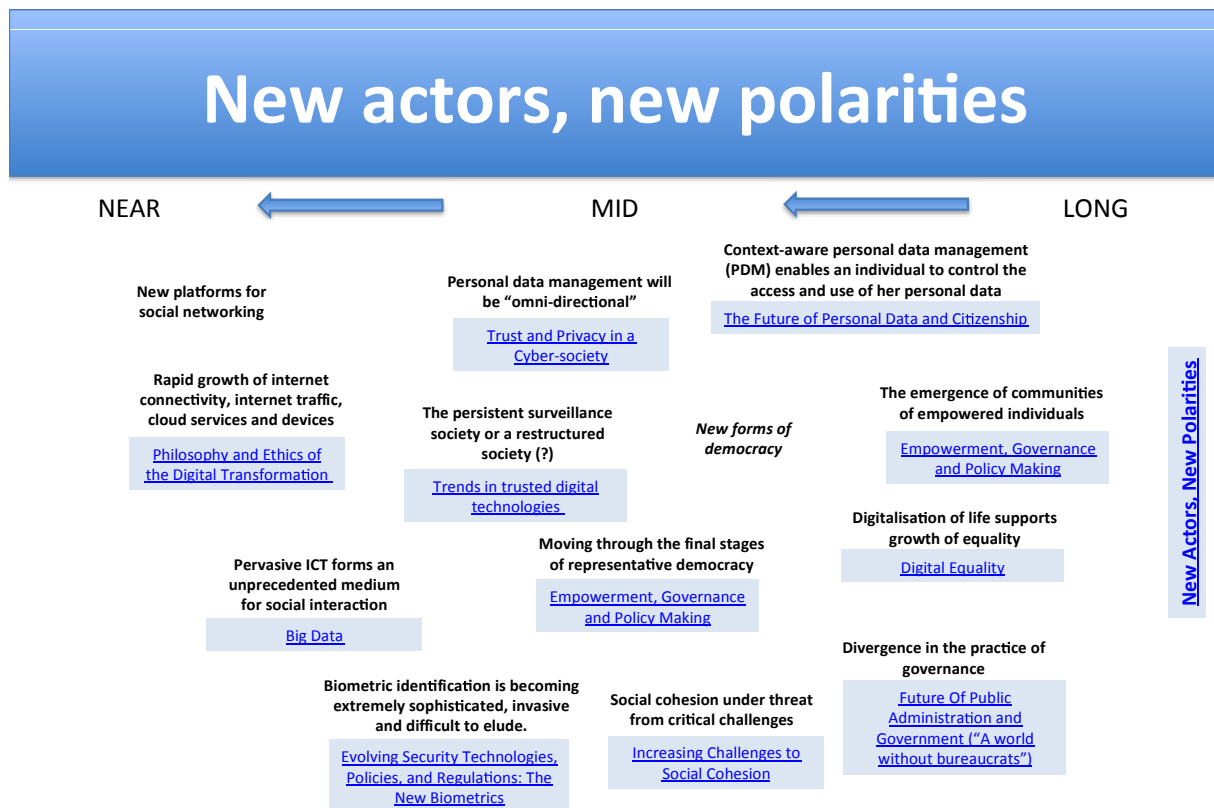 New actors, new polarities
NEAR
MID
LONG
New platforms for
social networking
Personal data management will
be “omni-directional”
Trust and Privacy in a
Cyber-society
Context-aware personal data management
(PDM) enables an individual to control the
access and use of her personal data
The Future of Personal Data and Citizenship
Rapid growth of internet
connectivity, internet traffic,
cloud services and devices
Philosophy and Ethics of
the Digital Transformation
The persistent surveillance
society or a restructured
society (?)
Trends in trusted digital
technologies
New forms of
democracy
The emergence of communities
of empowered individuals
Empowerment, Governance
and Policy Making
New Actors, New Polarities
Pervasive ICT forms an
unprecedented medium
for social interaction
Big Data
Moving through the final stages
of representative democracy
Empowerment, Governance
and Policy Making
Digitalisation of life supports
growth of equality
Digital Equality
Biometric identification is becoming
extremely sophisticated, invasive
and difficult to elude.
Evolving Security Technologies,
Policies, and Regulations: The
New Biometrics
Social cohesion under threat
from critical challenges
Increasing Challenges to
Social Cohesion
Divergence in the practice of
governance
Future Of Public
Administration and
Government (“A world
without bureaucrats”)